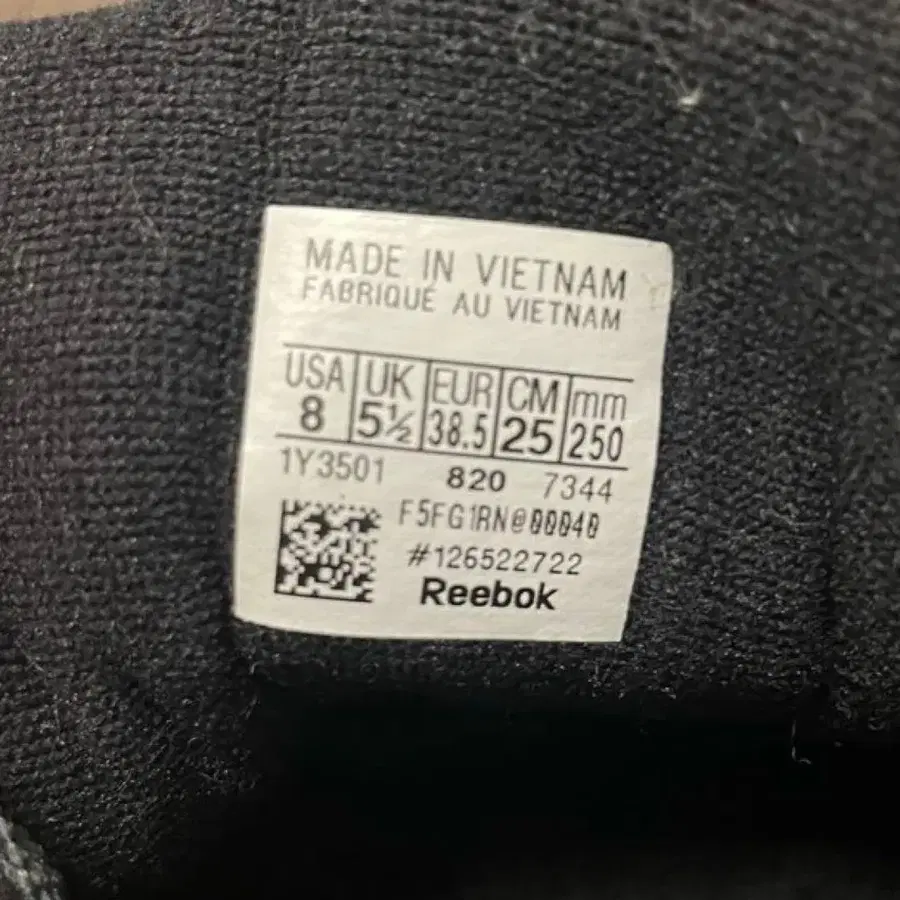 MADE IN VIETNAM
FABRIQUE AU VIETNAM
USA UK EUR CM mm
8 5½ 38.5 25 250
1Y3501 820 7344
F5FG1RN@00040
#126522722
Reebok